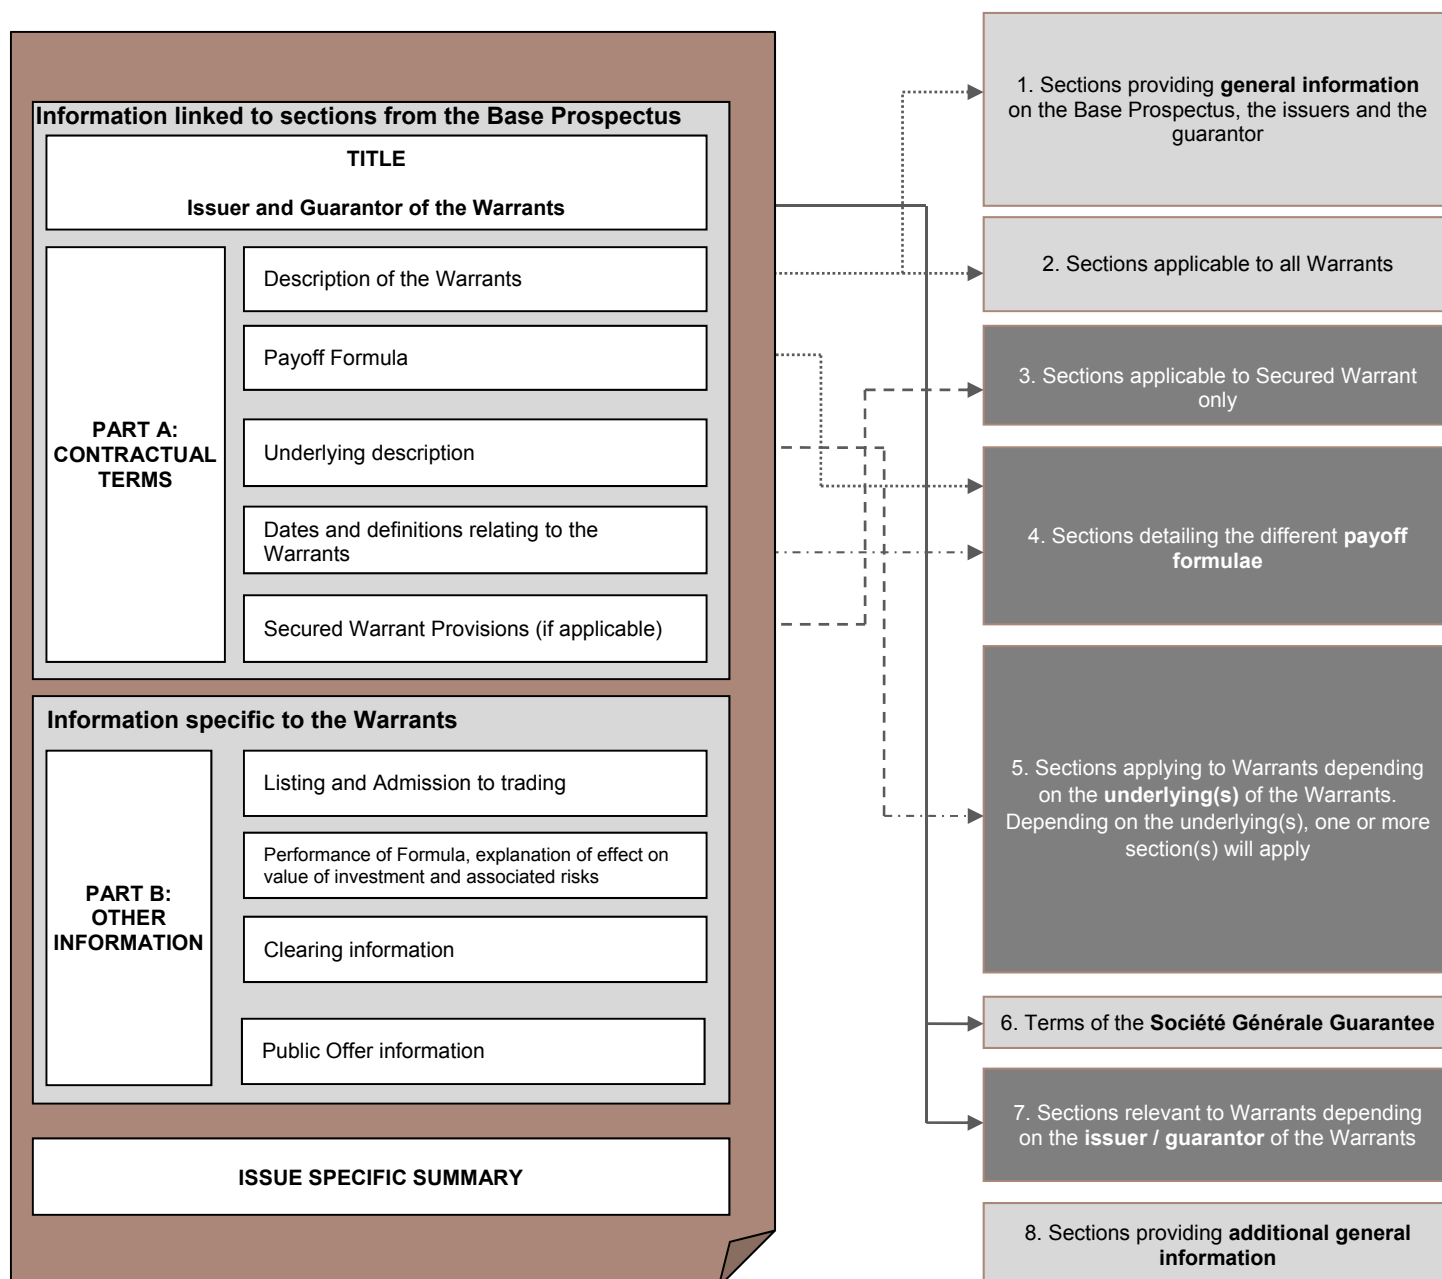 Information linked to sections from the Base Prospectus
TITLE
Issuer and Guarantor of the Warrants
PART A:
CONTRACTUAL
TERMS
Description of the Warrants
Payoff Formula
Underlying description
Dates and definitions relating to the
Warrants
Secured Warrant Provisions (if applicable)
Information specific to the Warrants
PART B:
OTHER
INFORMATION
Listing and Admission to trading
Performance of Formula, explanation of effect on
value of investment and associated risks
Clearing information
Public Offer information
ISSUE SPECIFIC SUMMARY
1. Sections providing general information
on the Base Prospectus, the issuers and the
guarantor
2. Sections applicable to all Warrants
3. Sections applicable to Secured Warrant
only
4. Sections detailing the different payoff
formulae
5. Sections applying to Warrants depending
on the underlying(s) of the Warrants.
Depending on the underlying(s), one or more
section(s) will apply
6. Terms of the Société Générale Guarantee
7. Sections relevant to Warrants depending
on the issuer / guarantor of the Warrants
8. Sections providing additional general
information